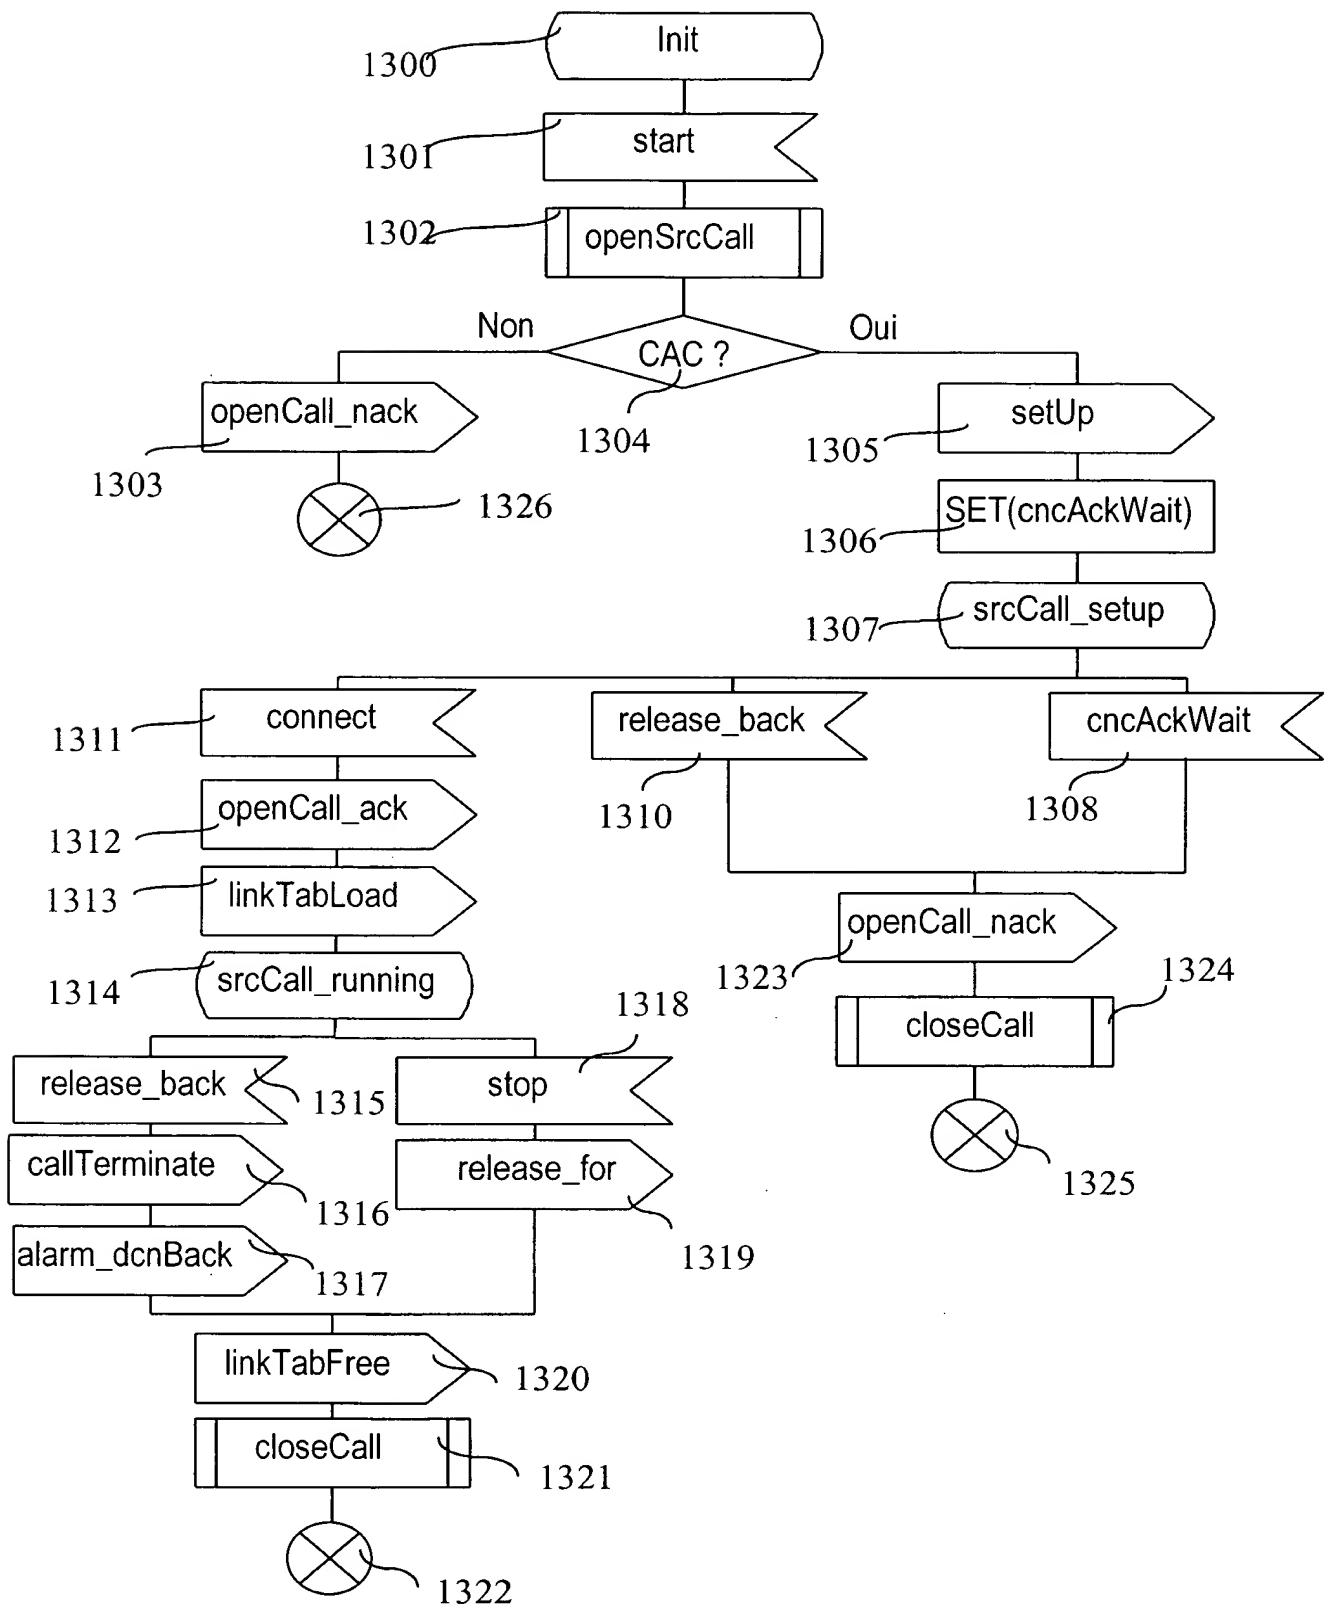 Init
1300
start
1301
1302
openSrcCall
Non
Oui
CAC ?
1304
openCall_nack
1303
1326
setUp
1305
SET(cncAckWait)
1306
srcCall_setup
1307
connect
1311
release_back
1310
cncAckWait
1308
openCall_ack
1312
linkTabLoad
1313
srcCall_running
1314
openCall_nack
1323
1324
closeCall
1325
release_back
1315
1318
stop
callTerminate
1316
release_for
1319
alarm_dcnBack
1317
linkTabFree
1320
closeCall
1321
1322